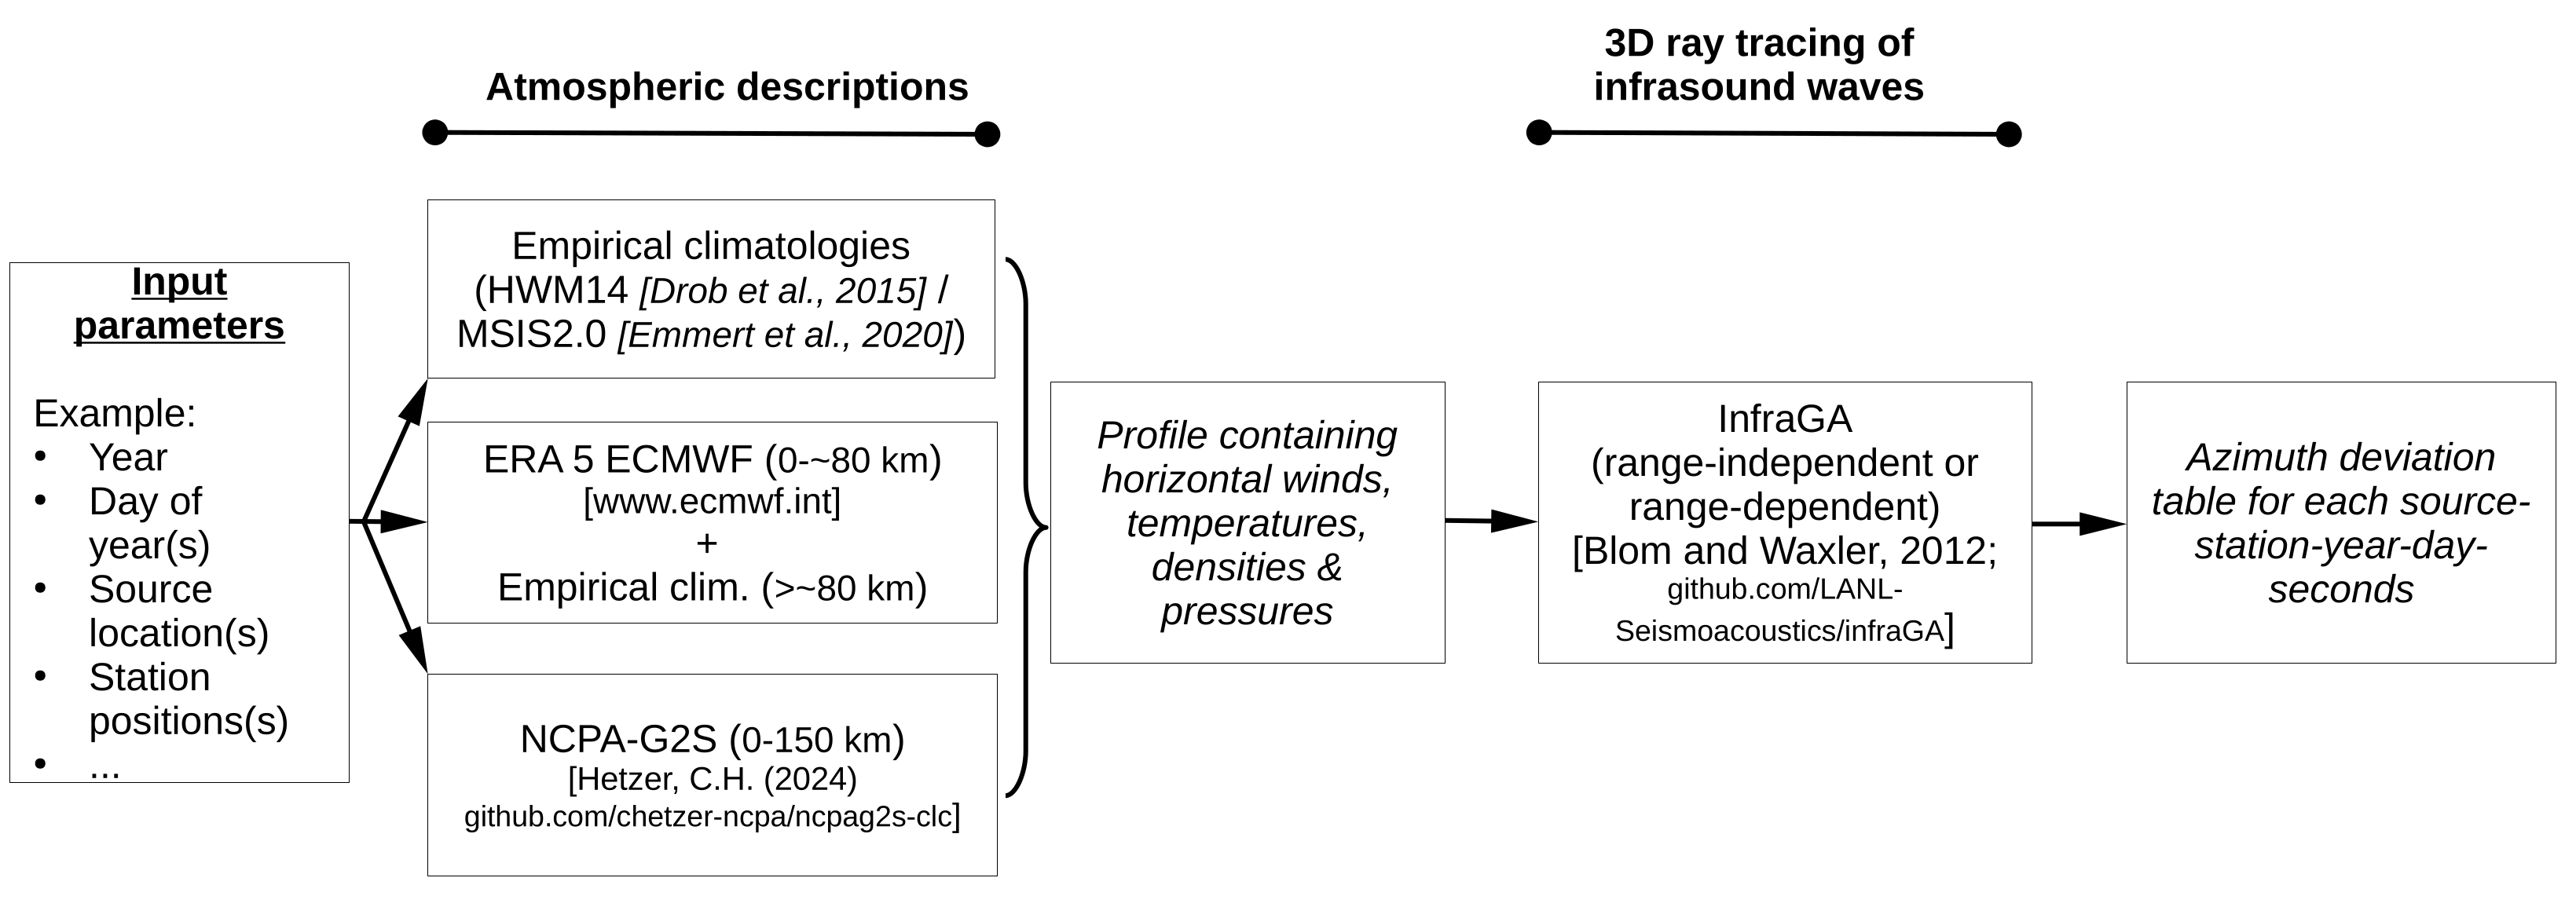 3D ray tracing of
infrasound waves
Atmospheric descriptions
Input
parameters
Example:
• Year
• Day of
year(s)
• Source
location(s)
• Station
positions(s)
• ...
Empirical climatologies
(HWM14 [Drob et al., 2015] /
MSIS2.0 [Emmert et al., 2020])
ERA 5 ECMWF (0-~80 km)
[www.ecmwf.int]
+
Empirical clim. (>~80 km)
NCPA-G2S (0-150 km)
[Hetzer, C.H. (2024)
github.com/chetzer-ncpa/ncpag2s-clc]
Profile containing
horizontal winds,
temperatures,
densities &
pressures
InfraGA
(range-independent or
range-dependent)
[Blom and Waxler, 2012;
github.com/LANL-
Seismoacoustics/infraGA]
Azimuth deviation
table for each source-
station-year-day-
seconds